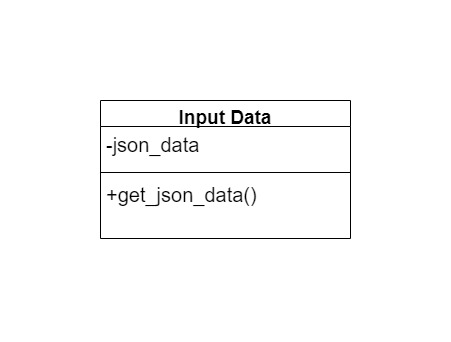 Input Data
-json_data
+get_json_data()